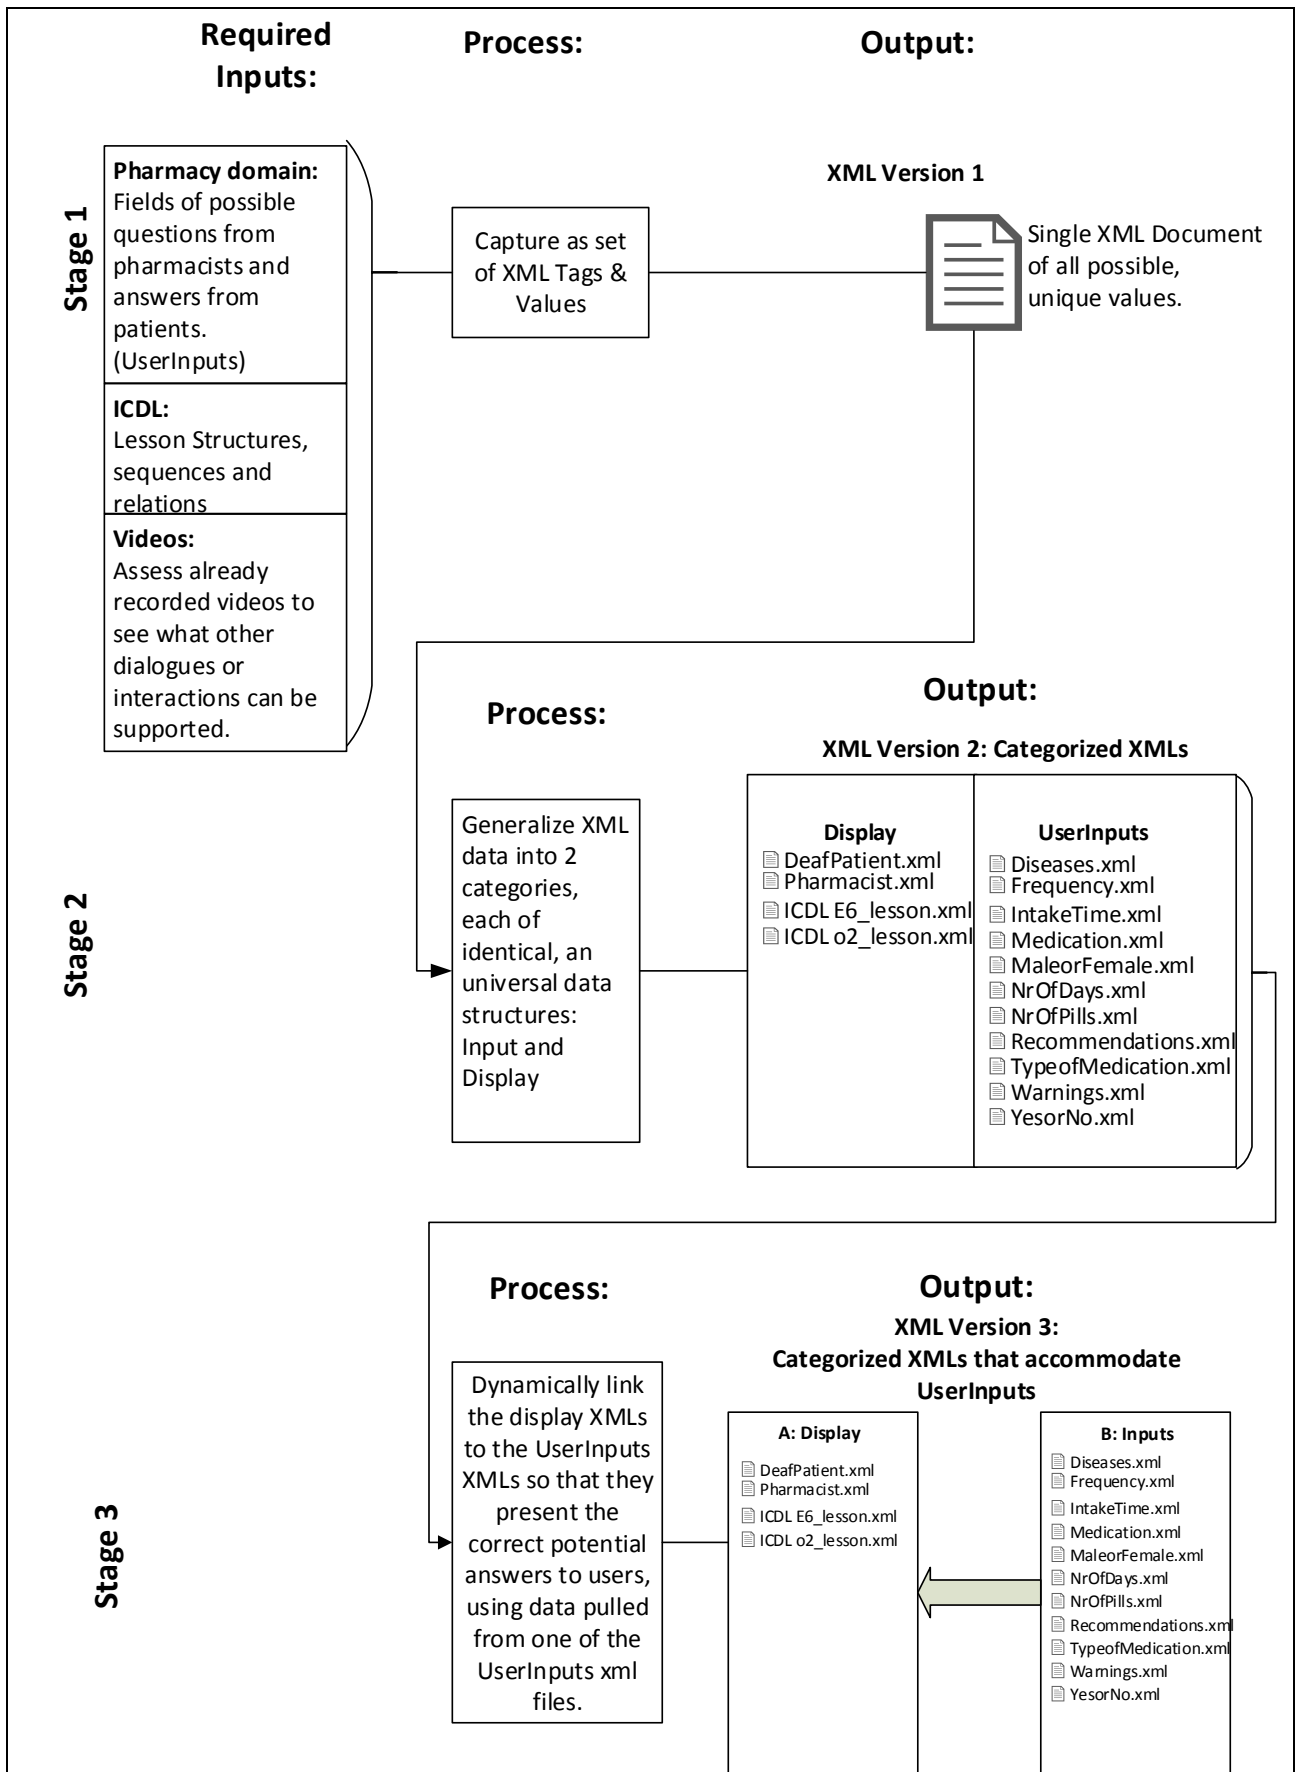 Required
Inputs:
Process:
Output:
Stage 1
Pharmacy domain:
Fields of possible
questions from
pharmacists and
answers from
patients.
(UserInputs)
ICDL:
Lesson Structures,
sequences and
relations
Videos:
Assess already
recorded videos to
see what other
dialogues or
interactions can be
supported.
Capture as set
of XML Tags &
Values
XML Version 1
Single XML Document
of all possible,
unique values.
Stage 2
Process:
Generalize XML
data into 2
categories,
each of
identical, an
universal data
structures:
Input and
Display
Output:
XML Version 2: Categorized XMLs
Display
DeafPatient.xml
Pharmacist.xml
ICDL E6_lesson.xml
ICDL o2_lesson.xml
UserInputs
Diseases.xml
Frequency.xml
IntakeTime.xml
Medication.xml
MaleorFemale.xml
NrOfDays.xml
NrOfPills.xml
Recommendations.xml
TypeofMedication.xml
Warnings.xml
YesorNo.xml
Stage 3
Process:
Dynamically link
the display XMLs
to the UserInputs
XMLs so that they
present the
correct potential
answers to users,
using data pulled
from one of the
UserInputs xml
files.
Output:
XML Version 3:
Categorized XMLs that accommodate
UserInputs
A: Display
DeafPatient.xml
Pharmacist.xml
ICDL E6_lesson.xml
ICDL o2_lesson.xml
B: Inputs
Diseases.xml
Frequency.xml
IntakeTime.xml
Medication.xml
MaleorFemale.xml
NrOfDays.xml
NrOfPills.xml
Recommendations.xml
TypeofMedication.xml
Warnings.xml
YesorNo.xml